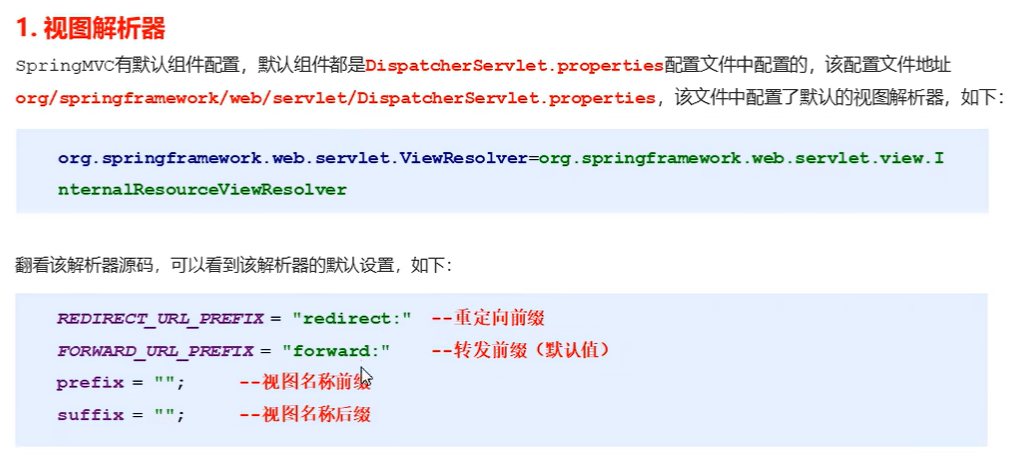 1. 视图解析器
SpringMVC有默认组件配置，默认组件都是DispatcherServlet.properties配置文件中配置的，该配置文件地址
org/springframework/web/servlet/DispatcherServlet.properties，该文件中配置了默认的视图解析器，如下：
org.springframework.web.servlet.ViewResolver=org.springframework.web.servlet.view.I
nternalResourceViewResolver
翻看该解析器源码，可以看到该解析器的默认设置，如下：
REDIRECT_URL_PREFIX = "redirect:" --重定向前缀
FORWARD_URL_PREFIX = "forward:" --转发前缀（默认值）
prefix = ""; --视图名称前缀
suffix = ""; --视图名称后缀